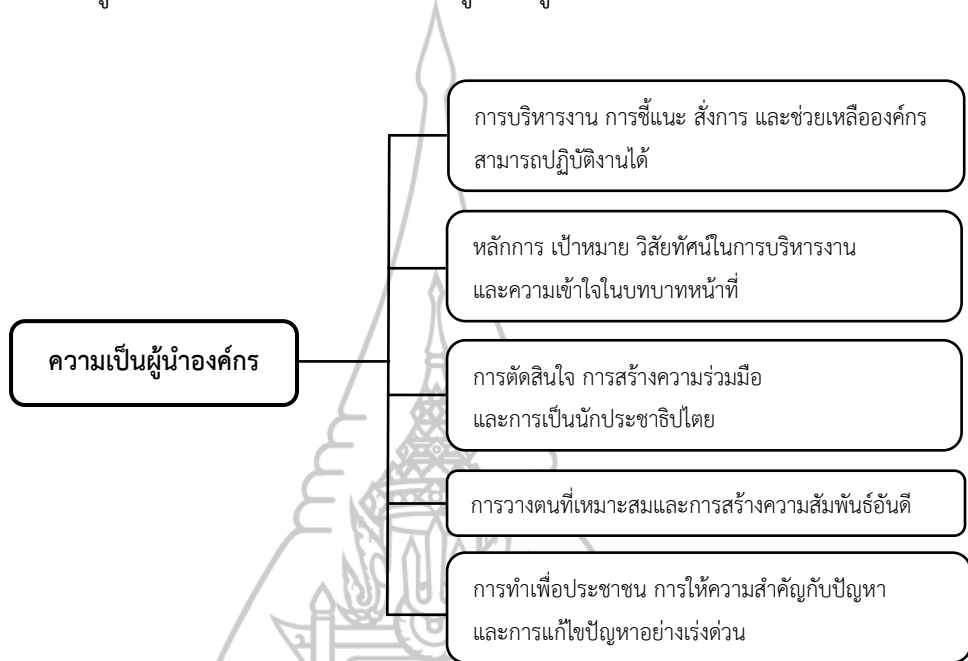 การบริหารงาน การชี้แนะ สั่งการ และช่วยเหลือองค์กร
สามารถปฏิบัติงานได้
หลักการ เป้าหมาย วิสัยทัศน์ในการบริหารงาน
และความเข้าใจในบทบาทหน้าที่
ความเป็นผู้นำองค์กร
การตัดสินใจ การสร้างความร่วมมือ
และการเป็นนักประชาธิปไตย
การวางตนที่เหมาะสมและการสร้างความสัมพันธ์อันดี
การทำเพื่อประชาชน การให้ความสำคัญกับปัญหา
และการแก้ไขปัญหาอย่างเร่งด่วน